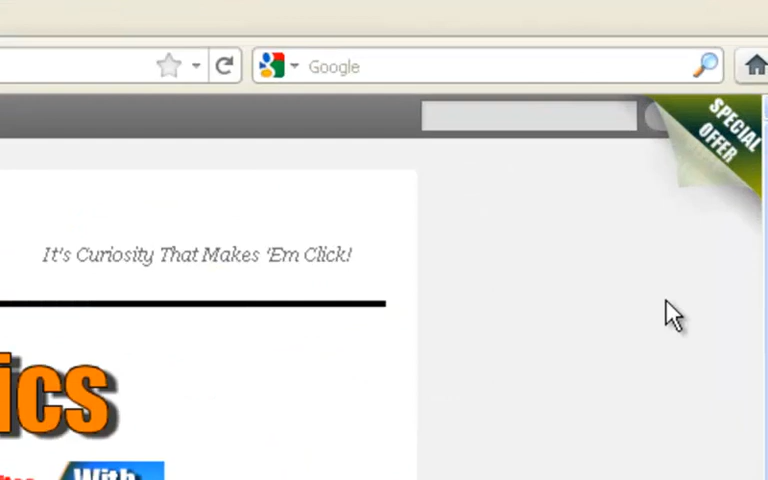 Google
SPECIAL
OFFER
It's Curiosity That Makes 'Em Click!
ics
With